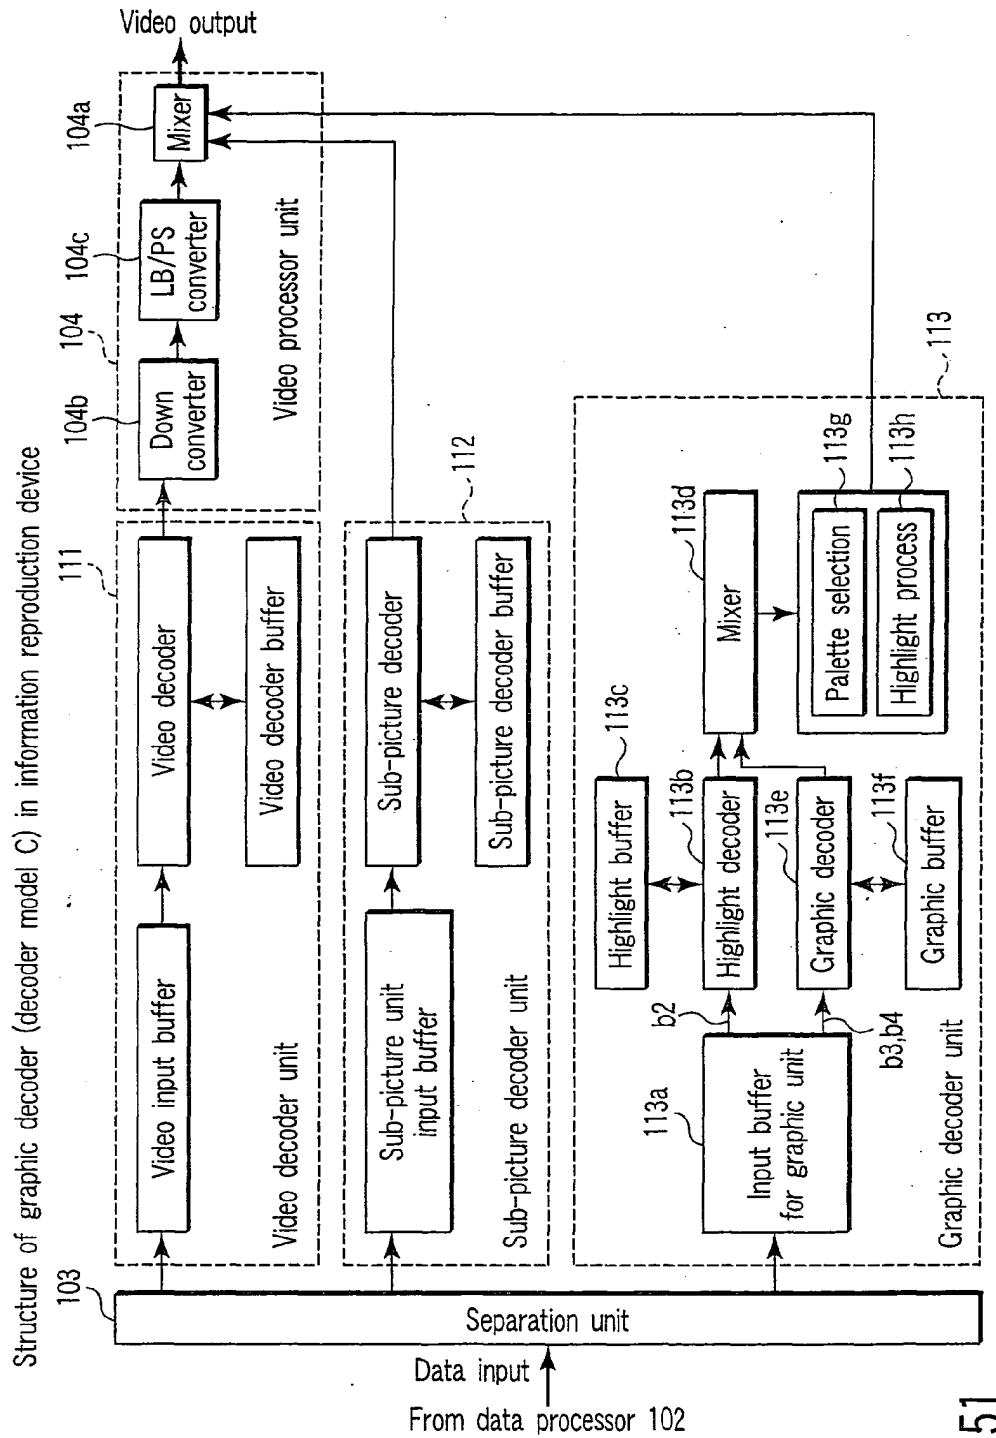 Structure of graphic decoder (decoder model C) in information reproduction device
103
Separation unit
Data input
From data processor 102
111
Video input buffer
Video decoder
Video decoder buffer
Video decoder unit
104
104b
Down
converter
104c
LB/PS
converter
104a
Mixer
Video output
Video processor unit
112
Sub-picture unit
input buffer
Sub-picture decoder
Sub-picture decoder buffer
Sub-picture decoder unit
113
113a
Input buffer
for graphic unit
b2
b3,b4
113c
Highlight buffer
113b
Highlight decoder
113e
Graphic decoder
113f
Graphic buffer
113d
Mixer
113g
Palette selection
113h
Highlight process
Graphic decoder unit
51